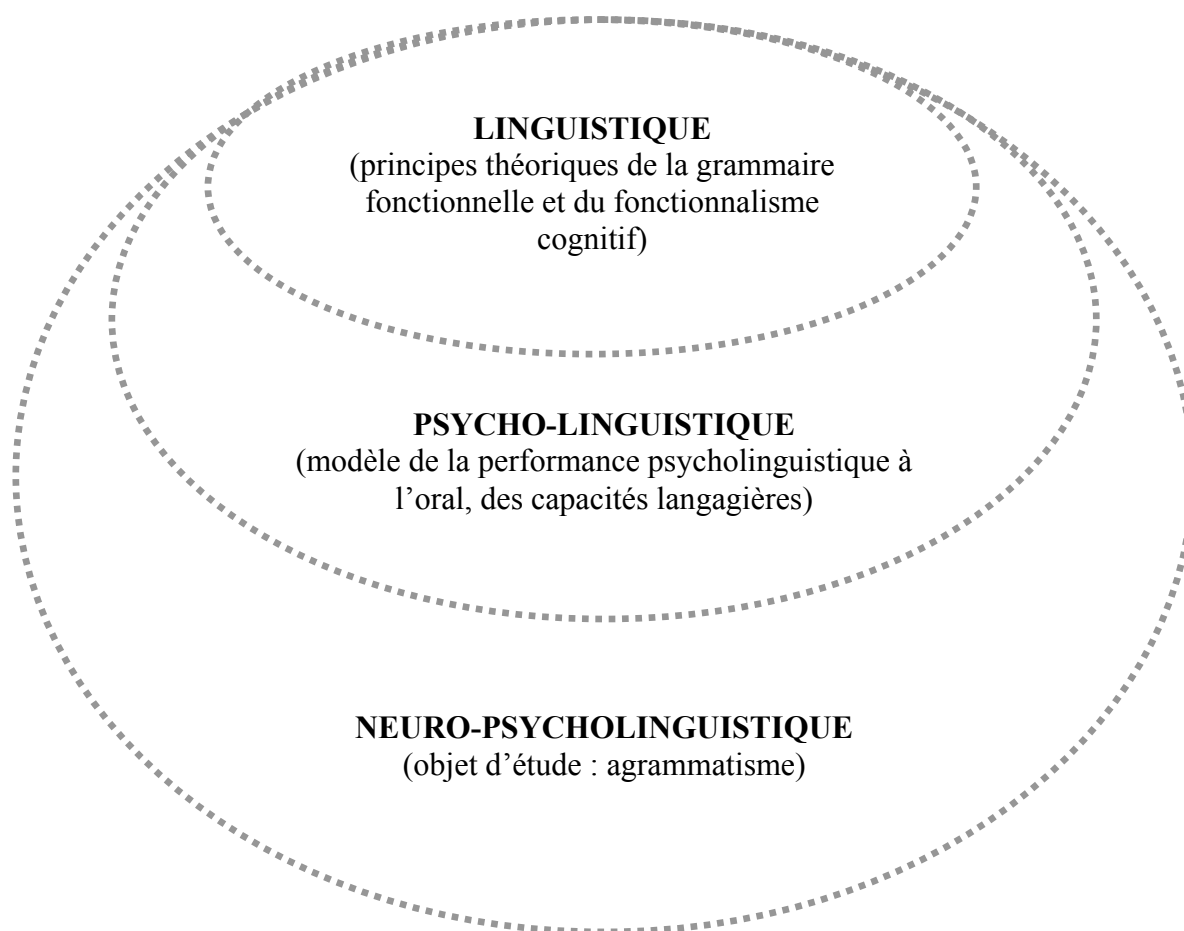 LINGUISTIQUE
(principes théoriques de la grammaire
fonctionnelle et du fonctionnalisme
cognitif)
PSYCHO-LINGUISTIQUE
(modèle de la performance psycholinguistique à
l’oral, des capacités langagières)
NEURO-PSYCHOLINGUISTIQUE
(objet d’étude : agrammatisme)